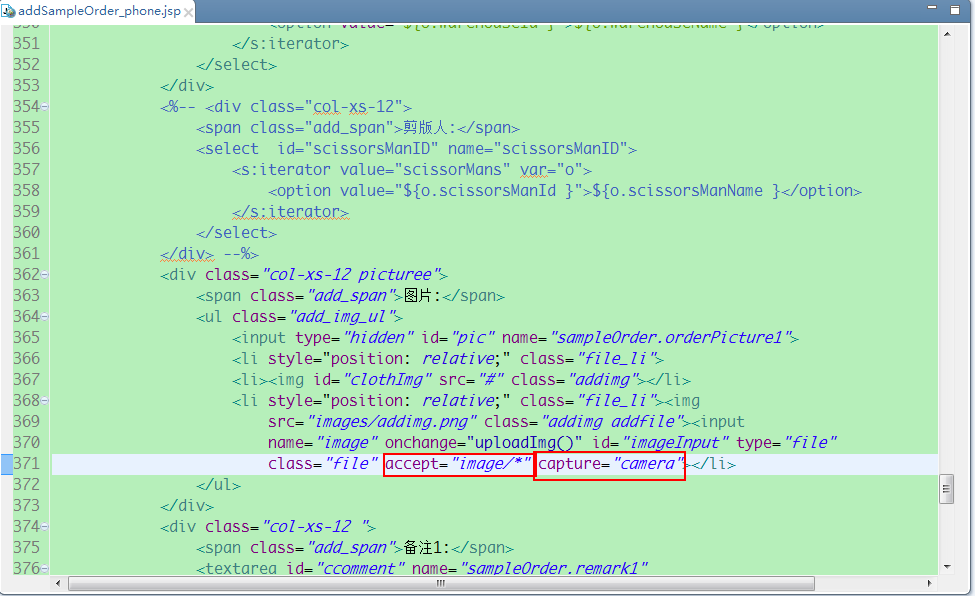 addSampleOrder_phone.jsp
351 </s:iterator>
352 </select>
353 </div>
354 <%-- <div class="col-xs-12">
355 <span class="add_span">剪版人:</span>
356 <select  id="scissorsManID" name="scissorsManID">
357 <s:iterator value="scissorMans" var="o">
358 <option value="${o.scissorsManId }">${o.scissorsManName }</option>
359 </s:iterator>
360 </select>
361 </div> --%>
362 <div class="col-xs-12 picturee">
363 <span class="add_span">图片:</span>
364 <ul class="add_img_ul">
365 <input type="hidden" id="pic" name="sampleOrder.orderPicture1">
366 <li style="position: relative;" class="file_li">
367 <li><img id="clothImg" src="#" class="addimg"></li>
368 <li style="position: relative;" class="file_li"><img
369 src="images/addimg.png" class="addimg addfile"><input
370 name="image" onchange="uploadImg()" id="imageInput" type="file"
371 class="file" accept="image/*" capture="camera"></li>
372 </ul>
373 </div>
374 <div class="col-xs-12 ">
375 <span class="add_span">备注1:</span>
376 <textarea id="ccomment" name="sampleOrder.remark1"